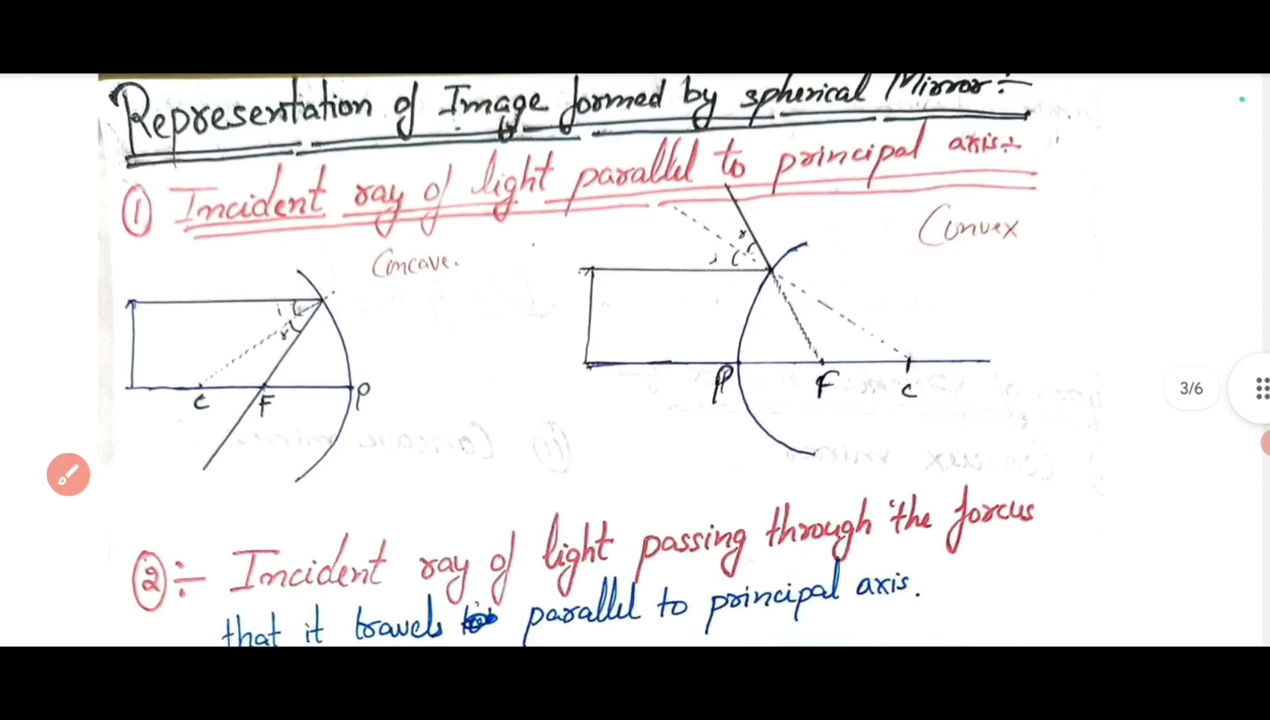 Representation of Image formed by spherical Mirror:-
① Incident ray of light parallel to principal axis:-
Concave.
Convex
i
r
C
F
P
r
i
P
F
C
3/6
②÷ Incident ray of light passing through the forcus
that it travels parallel to principal axis.